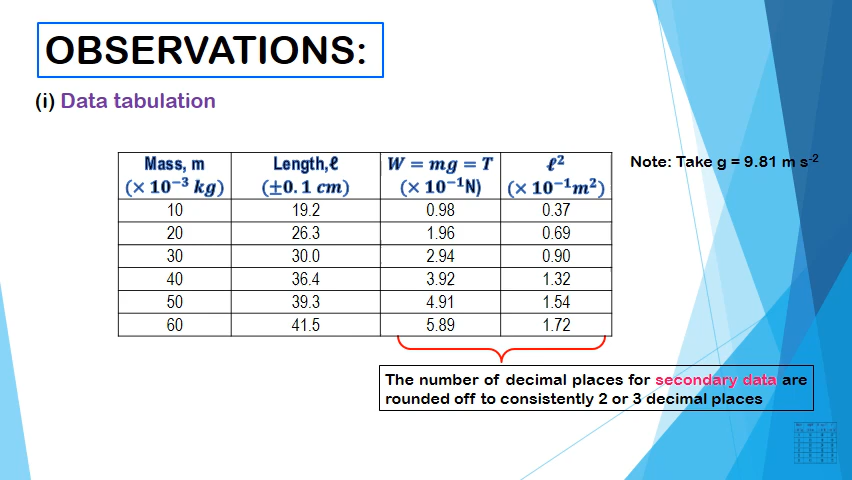 OBSERVATIONS:
(i) Data tabulation
Mass, m Length,ℓ W = mg = T ℓ²
(× 10⁻³ kg) (±0.1 cm) (× 10⁻¹N) (× 10⁻¹m²)
Note: Take g = 9.81 m s⁻²
10 19.2 0.98 0.37
20 26.3 1.96 0.69
30 30.0 2.94 0.90
40 36.4 3.92 1.32
50 39.3 4.91 1.54
60 41.5 5.89 1.72
The number of decimal places for secondary data are
rounded off to consistently 2 or 3 decimal places